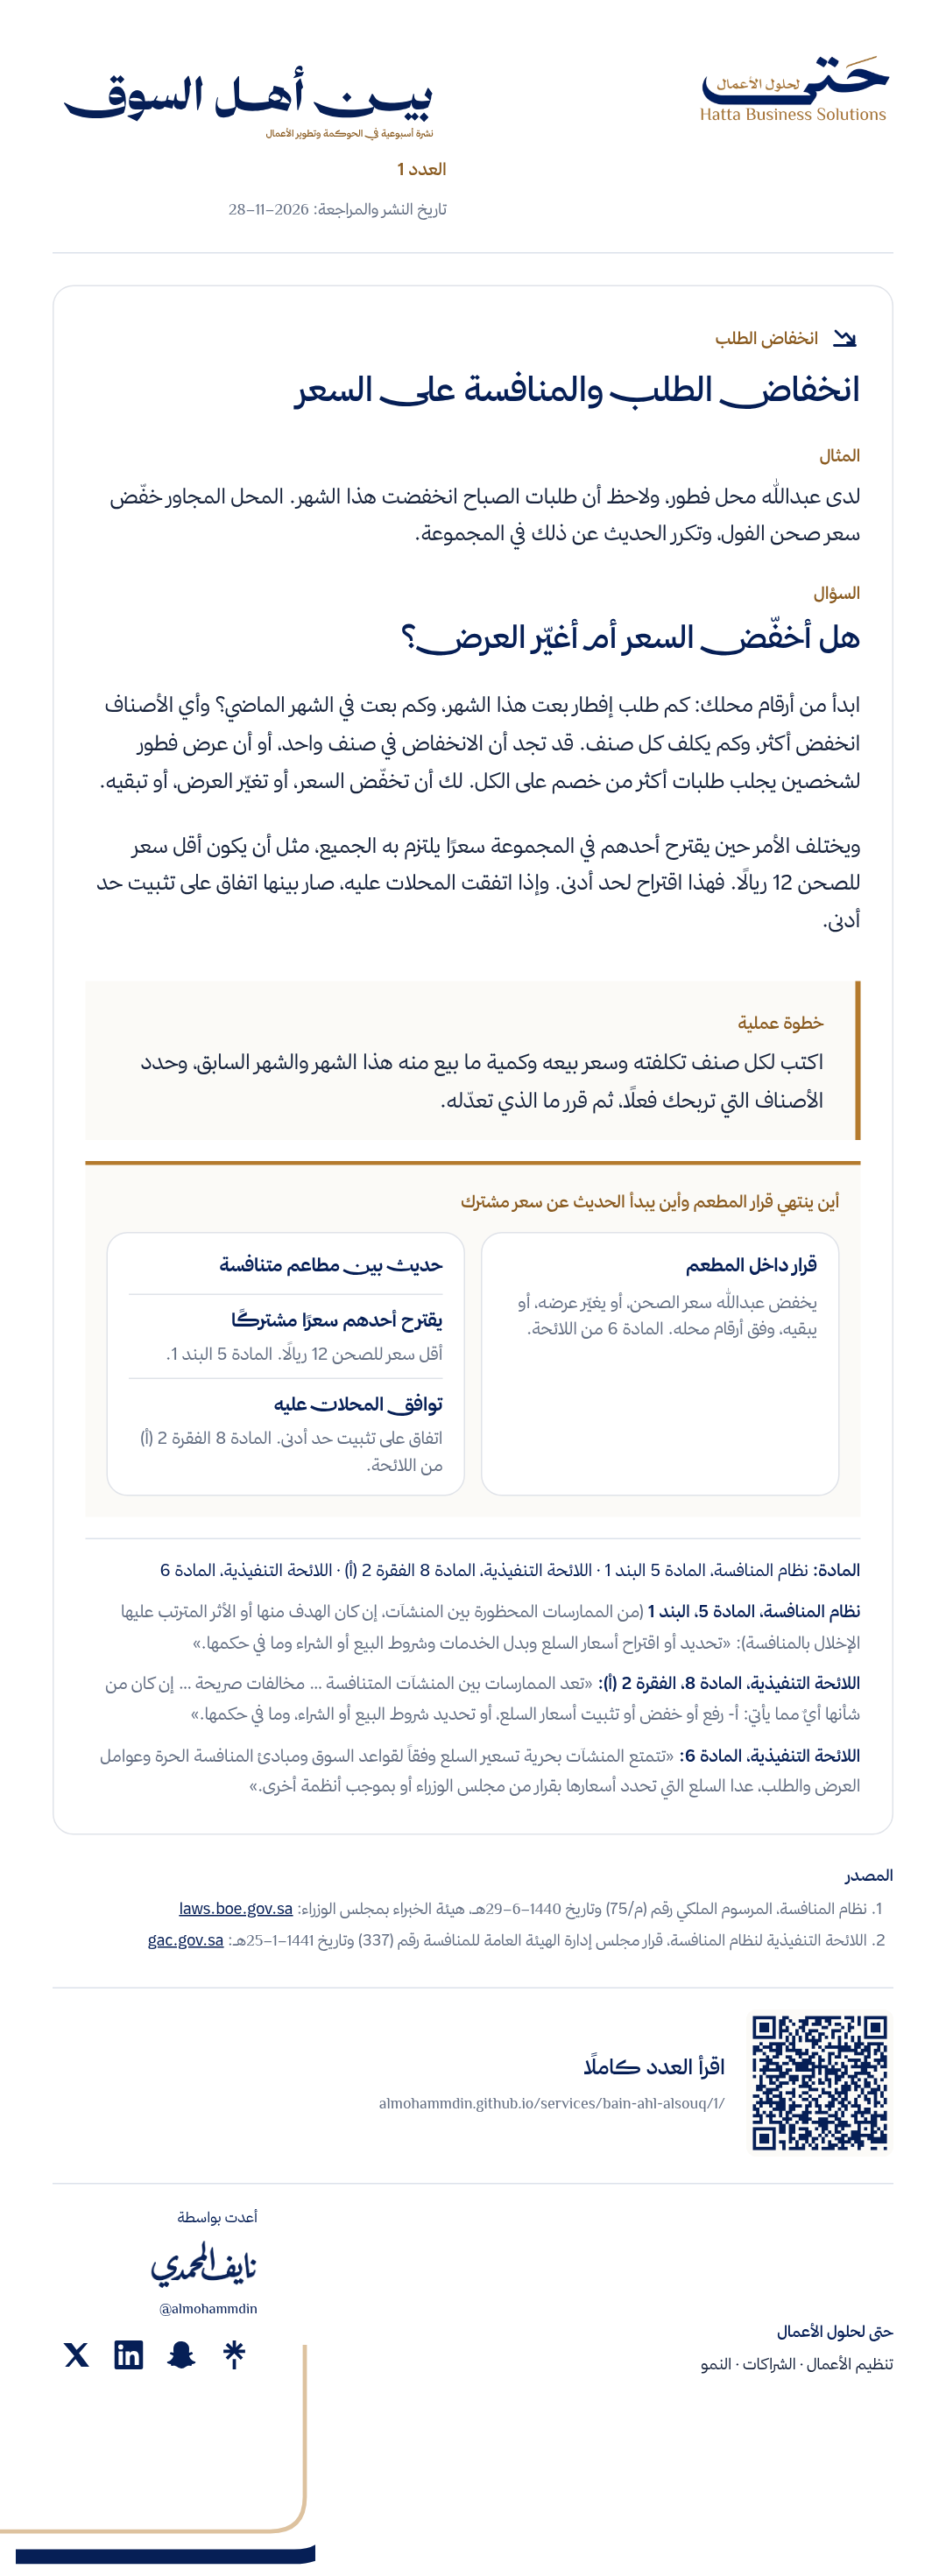 حَتى لحلول الأعمال
Hatta Business Solutions
بين أهل السوق
نشرة أسبوعية في الحوكمة وتطوير الأعمال
العدد 1
تاريخ النشر والمراجعة: 2026–11–28
انخفاض الطلب
انخفاض الطلب والمنافسة على السعر
المثال
لدى عبدالله محل فطور، ولاحظ أن طلبات الصباح انخفضت هذا الشهر. المحل المجاور خفّض
سعر صحن الفول، وتكرر الحديث عن ذلك في المجموعة.
السؤال
هل أخفّض السعر أم أغيّر العرض؟
ابدأ من أرقام محلك: كم طلب إفطار بعت هذا الشهر، وكم بعت في الشهر الماضي؟ وأي الأصناف
انخفض أكثر، وكم يكلف كل صنف. قد تجد أن الانخفاض في صنف واحد، أو أن عرض فطور
لشخصين يجلب طلبات أكثر من خصم على الكل. لك أن تخفّض السعر، أو تغيّر العرض، أو تبقيه.
ويختلف الأمر حين يقترح أحدهم في المجموعة سعرًا يلتزم به الجميع، مثل أن يكون أقل سعر
للصحن 12 ريالًا. فهذا اقتراح لحد أدنى. وإذا اتفقت المحلات عليه، صار بينها اتفاق على تثبيت حد
أدنى.
خطوة عملية
اكتب لكل صنف تكلفته وسعر بيعه وكمية ما بيع منه هذا الشهر والشهر السابق، وحدد
الأصناف التي تربحك فعلًا، ثم قرر ما الذي تعدّله.
أين ينتهي قرار المطعم وأين يبدأ الحديث عن سعر مشترك
قرار داخل المطعم
يخفض عبدالله سعر الصحن، أو يغيّر عرضه، أو
يبقيه، وفق أرقام محله. المادة 6 من اللائحة.
حديث بين مطاعم متنافسة
يقترح أحدهم سعرًا مشتركًا
أقل سعر للصحن 12 ريالًا. المادة 5 البند 1.
توافق المحلات عليه
اتفاق على تثبيت حد أدنى. المادة 8 الفقرة 2 (أ)
من اللائحة.
المادة: نظام المنافسة، المادة 5 البند 1 · اللائحة التنفيذية، المادة 8 الفقرة 2 (أ) · اللائحة التنفيذية، المادة 6
نظام المنافسة، المادة 5، البند 1 (من الممارسات المحظورة بين المنشآت، إن كان الهدف منها أو الأثر المترتب عليها
الإخلال بالمنافسة): «تحديد أو اقتراح أسعار السلع وبدل الخدمات وشروط البيع أو الشراء وما في حكمها.»
اللائحة التنفيذية، المادة 8، الفقرة 2 (أ): «تعد الممارسات بين المنشآت المتنافسة ... مخالفات صريحة ... إن كان من
شأنها أيٌ مما يأتي: أ- رفع أو خفض أو تثبيت أسعار السلع، أو تحديد شروط البيع أو الشراء، وما في حكمها.»
اللائحة التنفيذية، المادة 6: «تتمتع المنشآت بحرية تسعير السلع وفقاً لقواعد السوق ومبادئ المنافسة الحرة وعوامل
العرض والطلب، عدا السلع التي تحدد أسعارها بقرار من مجلس الوزراء أو بموجب أنظمة أخرى.»
المصدر
1. نظام المنافسة، المرسوم الملكي رقم (م/75) وتاريخ 1440–6–29هـ، هيئة الخبراء بمجلس الوزراء: laws.boe.gov.sa
2. اللائحة التنفيذية لنظام المنافسة، قرار مجلس إدارة الهيئة العامة للمنافسة رقم (337) وتاريخ 1441–1–25هـ: gac.gov.sa
اقرأ العدد كاملًا
almohammdin.github.io/services/bain-ahl-alsouq/1/
أعدت بواسطة
نايف المحمدي
@almohammdin
حتى لحلول الأعمال
تنظيم الأعمال · الشراكات · النمو